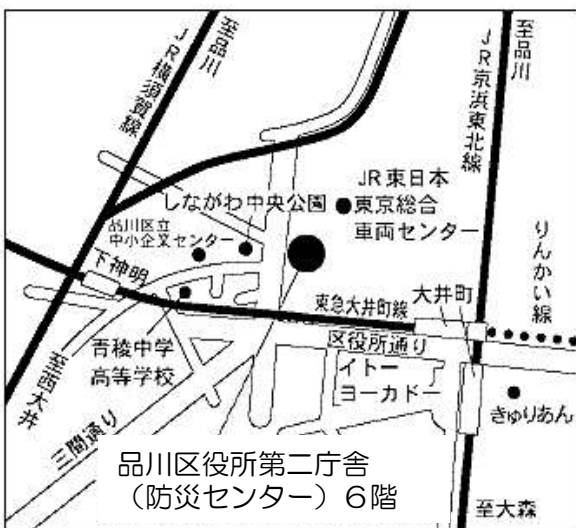 至品川
JR横須賀線
至品川
JR京浜東北線
JR東日本
東京総合
車両センター
しながわ中央公園
品川区立
中小企業センター
りんかい線
下神明
東急大井町線
大井町
区役所通り
吾稜中学
高等学校
イトー
ヨーカドー
きゅりあん
至西大井
三間通り
品川区役所第二庁舎
（防災センター）６階
至大森